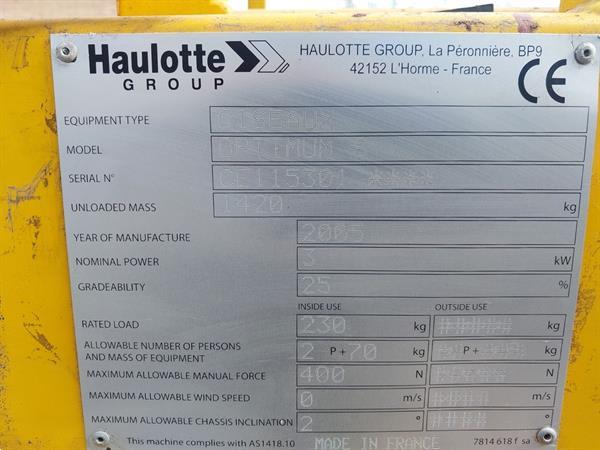 Haulotte
GROUP
HAULOTTE GROUP, La Péronnière, BP9
42152 L'Horme - France
CE
EQUIPMENT TYPE CISEAUX
MODEL OPTIMUM
SERIAL N° CE115301 ****
UNLOADED MASS 1420 kg
YEAR OF MANUFACTURE 2005
NOMINAL POWER 3 kW
GRADEABILITY 25 %
INSIDE USE OUTSIDE USE
RATED LOAD 230 kg ##### kg
ALLOWABLE NUMBER OF PERSONS
AND MASS OF EQUIPMENT 2 P + 70 kg kg
MAXIMUM ALLOWABLE MANUAL FORCE 400 N N
MAXIMUM ALLOWABLE WIND SPEED 0 m/s #### m/s
MAXIMUM ALLOWABLE CHASSIS INCLINATION 2 ° #### °
This machine complies with AS1418.10 MADE IN FRANCE 7814 618 f sa